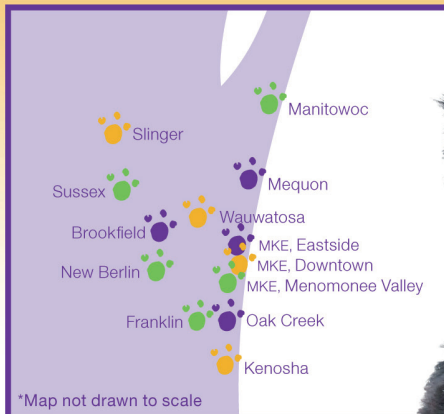 Manitowoc
Slinger
Mequon
Sussex
Wauwatosa
Brookfield
MKE, Eastside
MKE, Downtown
New Berlin
MKE, Menomonee Valley
Franklin
Oak Creek
Kenosha
*Map not drawn to scale